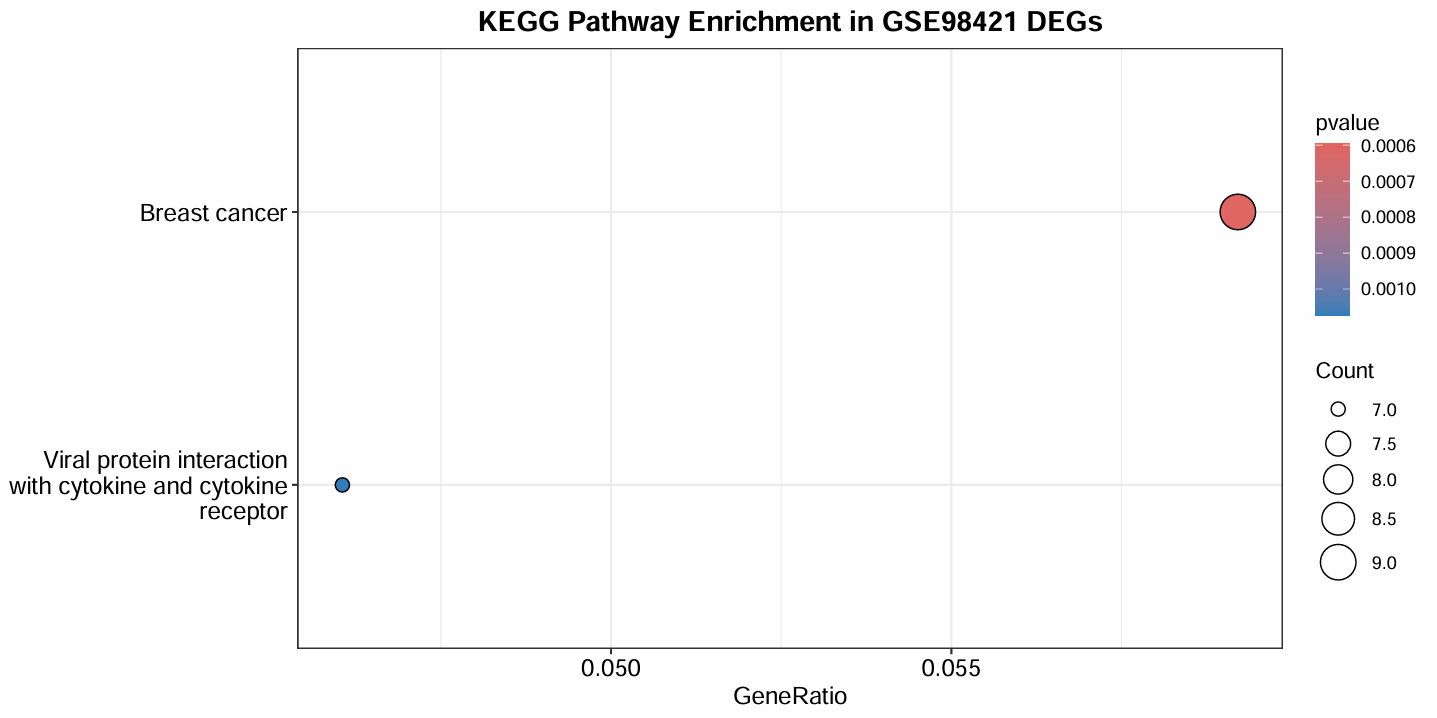 KEGG Pathway Enrichment in GSE98421 DEGs
Breast cancer
Viral protein interaction
with cytokine and cytokine
receptor
0.050
0.055
GeneRatio
pvalue
0.0006
0.0007
0.0008
0.0009
0.0010
Count
7.0
7.5
8.0
8.5
9.0